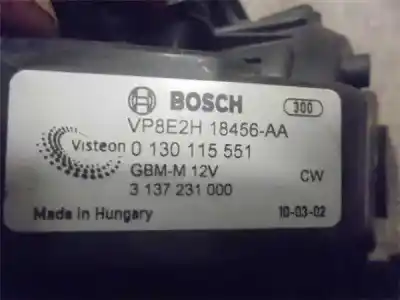 BOSCH 300
VP8E2H 18456-AA
Visteon 0 130 115 551
GBM-M 12V CW
3 137 231 000
Made in Hungary 10-03-02